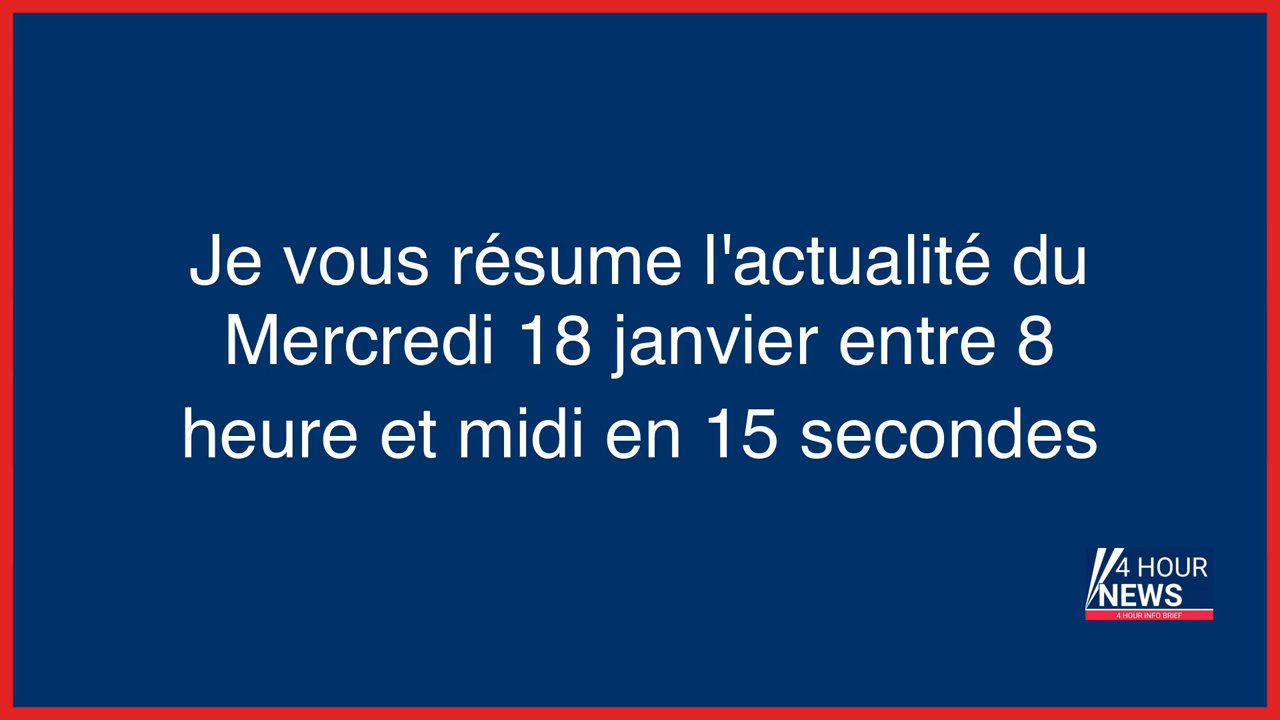 Je vous résume l'actualité du
Mercredi 18 janvier entre 8
heure et midi en 15 secondes
4 HOUR
NEWS
4 HOUR INFO BRIEF